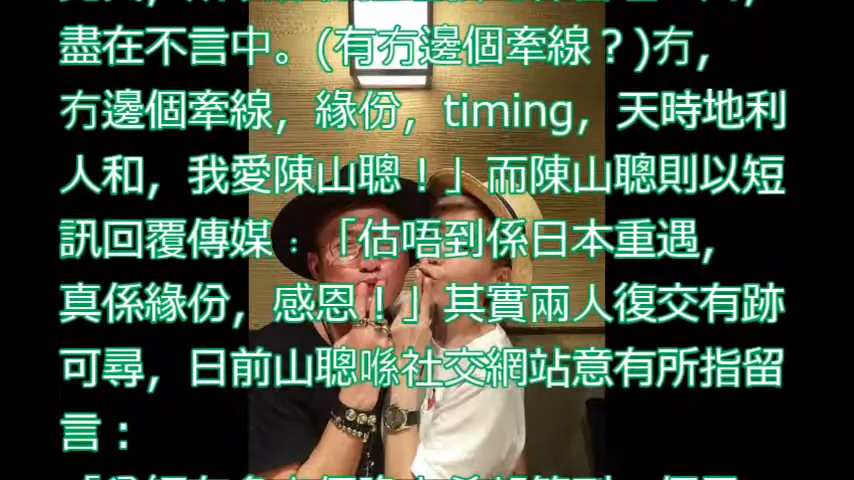 盡在不言中。(有冇邊個牽線？)冇，
冇邊個牽線，緣份，timing，天時地利
人和，我愛陳山聰！」而陳山聰則以短
訊回覆傳媒﹕「估唔到係日本重遇，
真係緣份，感恩！」其實兩人復交有跡
可尋，日前山聰喺社交網站意有所指留
言：